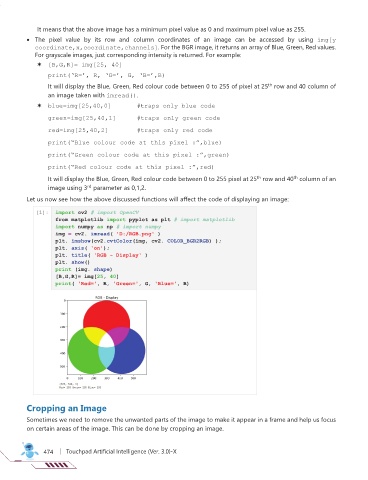 It means that the above image has a minimum pixel value as 0 and maximum pixel value as 255.
• The pixel value by its row and column coordinates of an image can be accessed by using img[y
coordinate,x,coordinate,channels]. For the BGR image, it returns an array of Blue, Green, Red values.
For grayscale images, just corresponding intensity is returned. For example:
[B,G,R]= img[25, 40]
print("R=", R, "G=", G, "B=",B)
It will display the Blue, Green, Red colour code between 0 to 255 of pixel at 25th row and 40 column of
an image taken with imread().
blue=img[25,40,0] #traps only blue code
green=img[25,40,1] #traps only green code
red=img[25,40,2] #traps only red code
print("Blue colour code at this pixel :",blue)
print("Green colour code at this pixel :",green)
print("Red colour code at this pixel :",red)
It will display the Blue, Green, Red colour code between 0 to 255 pixel at 25th row and 40th column of an
image using 3rd parameter as 0,1,2.
Let us now see how the above discussed functions will affect the code of displaying an image:
[1]: import cv2 # import OpenCV
from matplotlib import pyplot as plt # import matplotlib
import numpy as np # import numpy
img = cv2. imread( 'D:/RGB.png' )
plt. imshow(cv2.cvtColor(img, cv2. COLOR_BGR2RGB) );
plt. axis( 'on');
plt. title( 'RGB - Display' )
plt. show()
print (img. shape)
[B,G,R]= img[25, 40]
print( 'Red=', R, 'Green=', G, 'Blue=', B)
RGB - Display
Cropping an Image
Sometimes we need to remove the unwanted parts of the image to make it appear in a frame and help us focus
on certain areas of the image. This can be done by cropping an image.
474 | Touchpad Artificial Intelligence (Ver. 3.0)-X